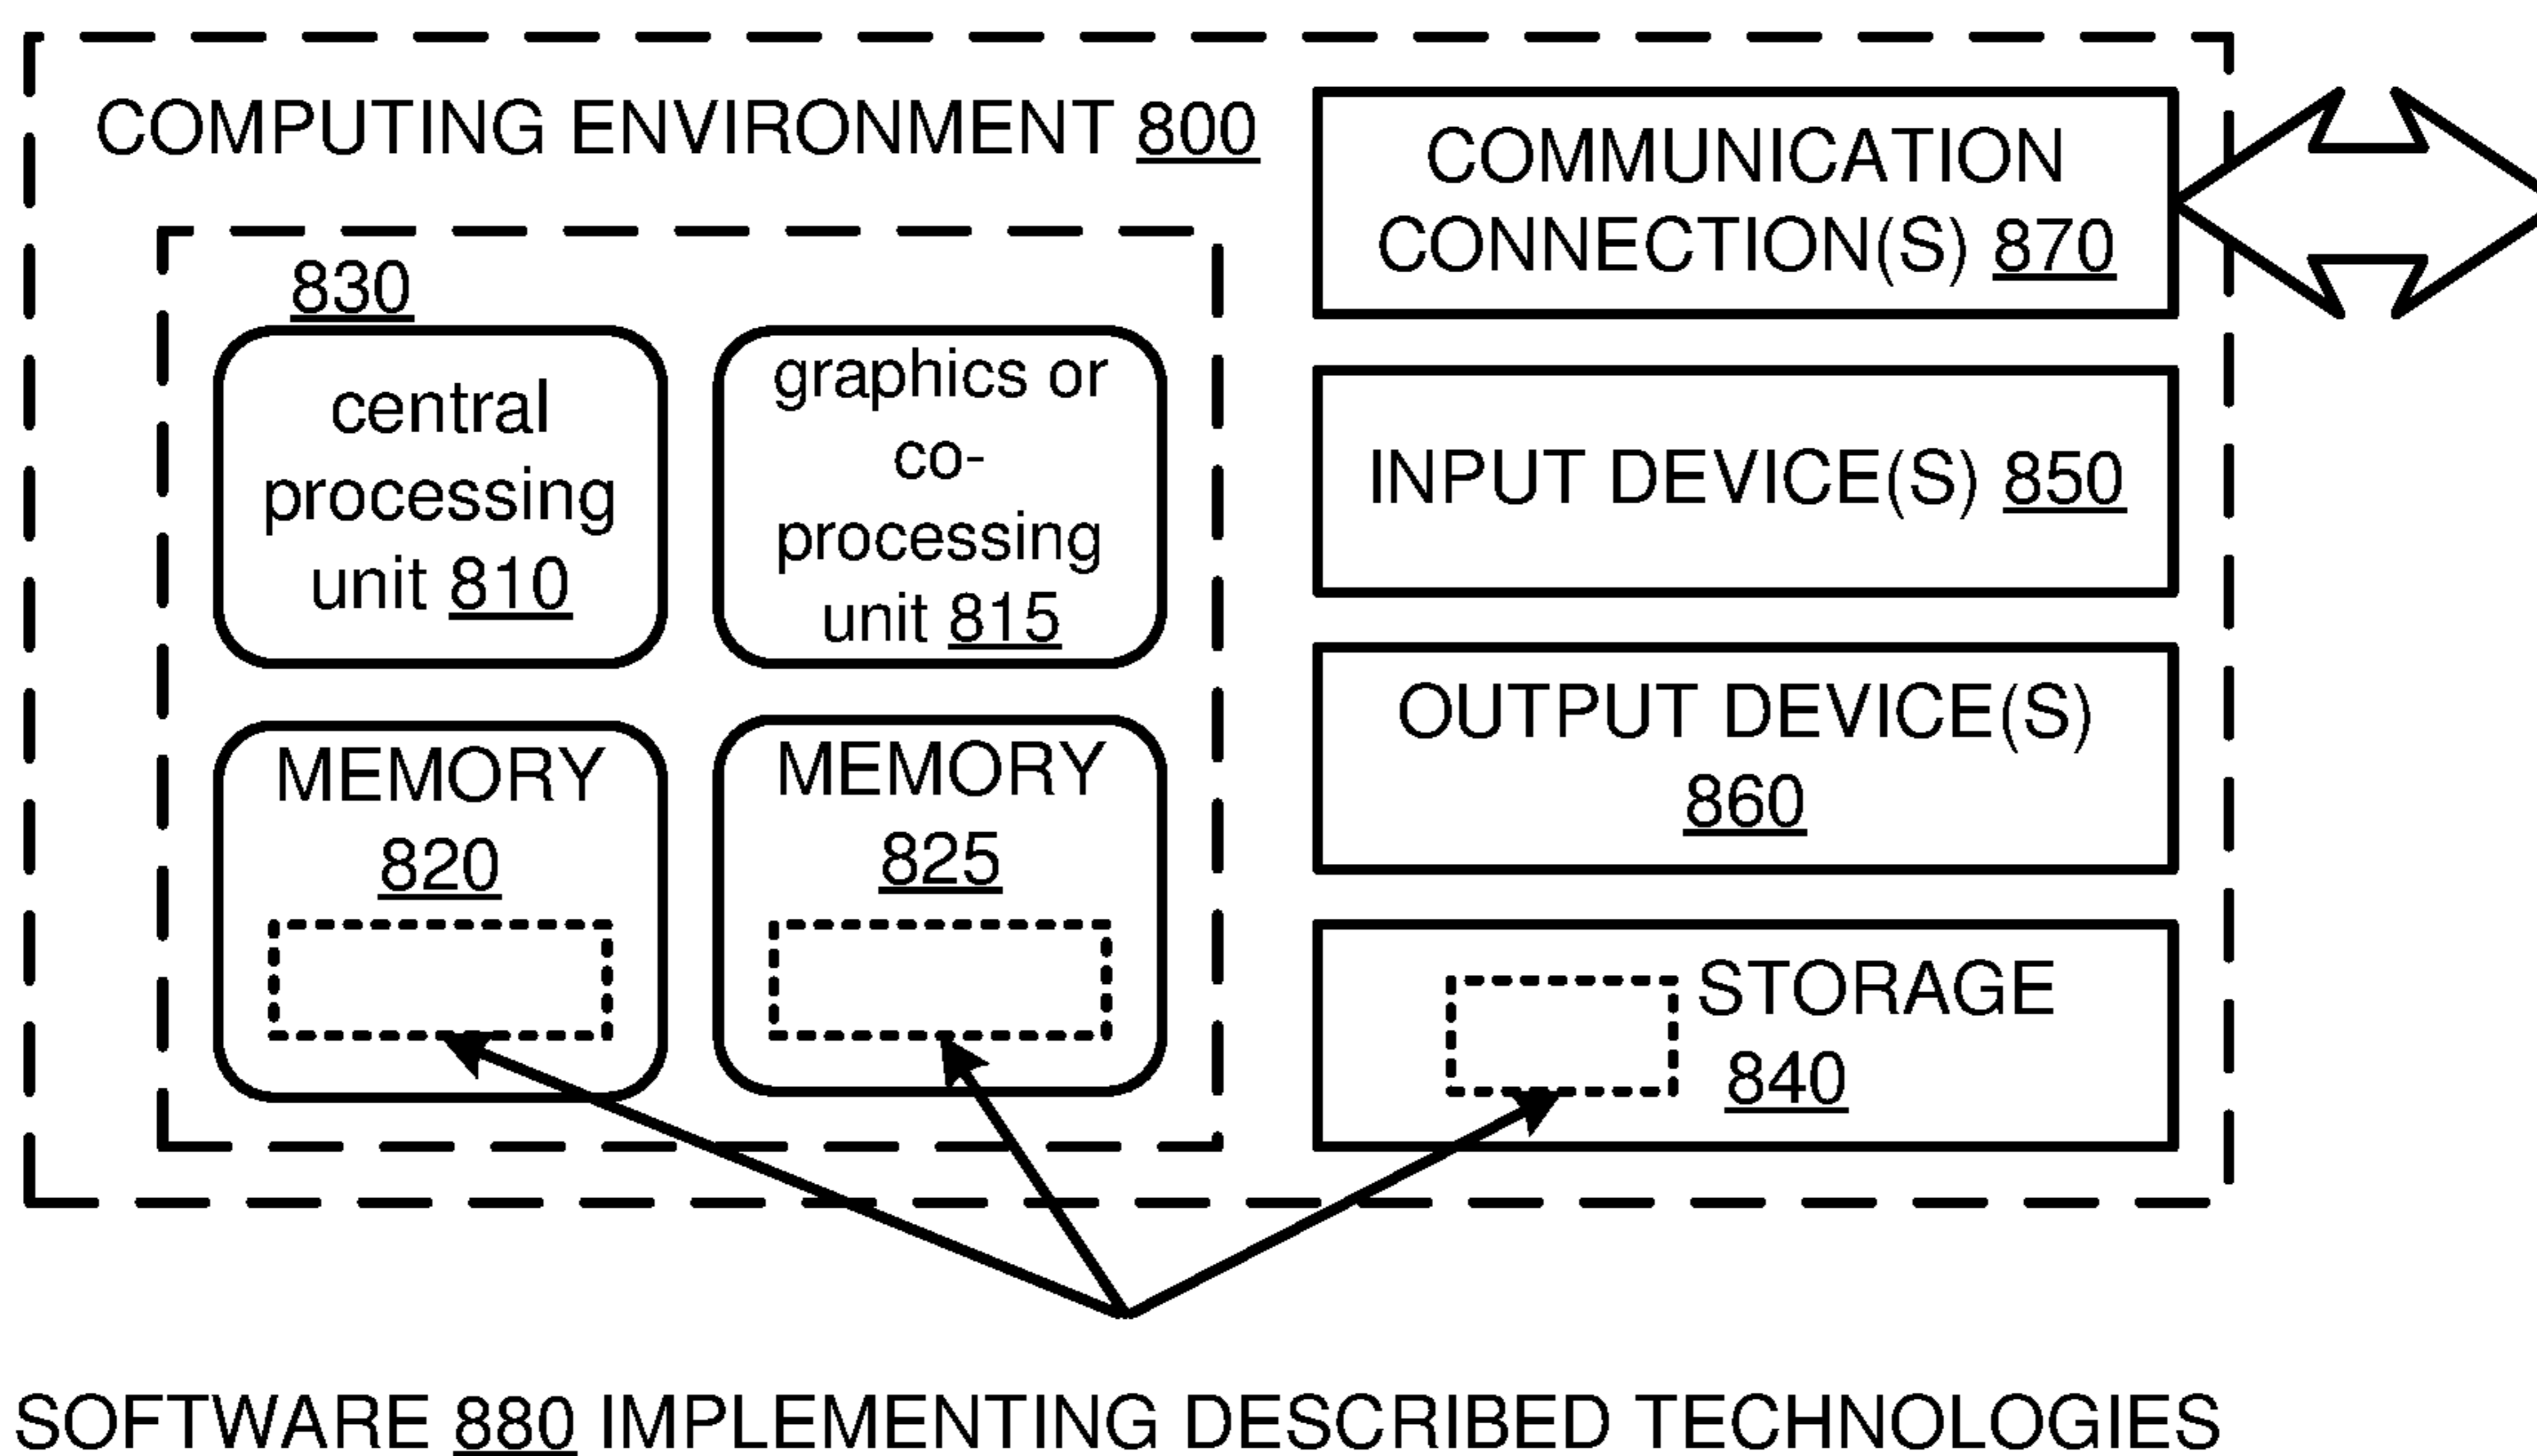 COMPUTING ENVIRONMENT 800
830
central
processing
unit 810
graphics or
co-
processing
unit 815
MEMORY
820
MEMORY
825
COMMUNICATION
CONNECTION(S) 870
INPUT DEVICE(S) 850
OUTPUT DEVICE(S)
860
STORAGE
840
SOFTWARE 880 IMPLEMENTING DESCRIBED TECHNOLOGIES